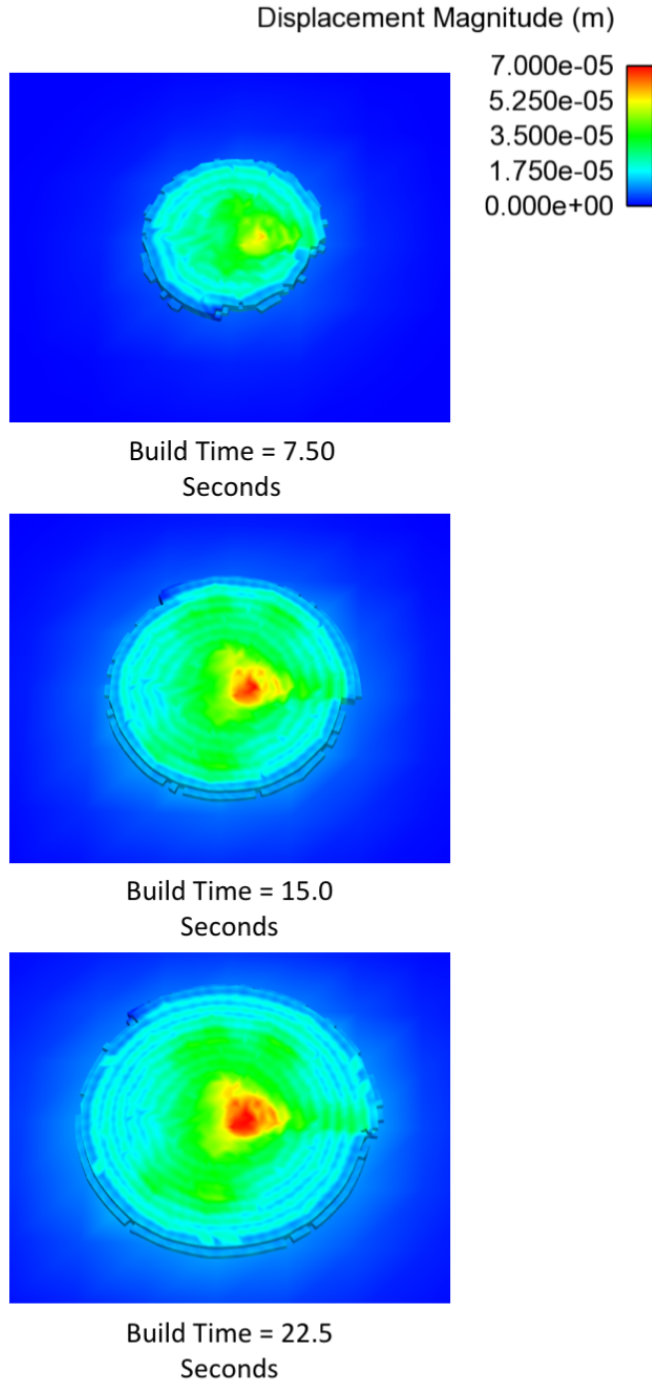 Displacement Magnitude (m)
7.000e-05
5.250e-05
3.500e-05
1.750e-05
0.000e+00
Build Time = 7.50
Seconds
Build Time = 15.0
Seconds
Build Time = 22.5
Seconds